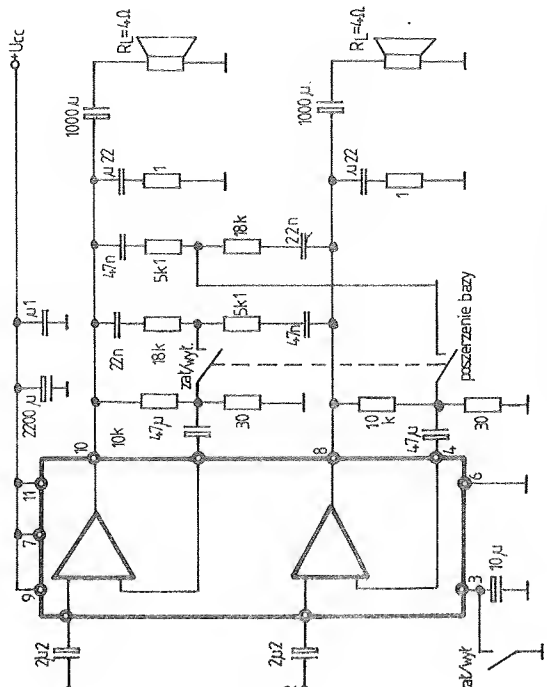 +Ucc
RL=4Ω
RL=4Ω
1000µ
1000µ.
µ22
1
µ22
1
47n
5k1
18k
22n
22n
18k
5k1
47n
µ1
2200µ
zał/wył.
poszerzenie bazy
10k
47µ
30
10
k
47µ
30
10
11
7
9
8
4
6
3
10µ
2µ2
2µ2